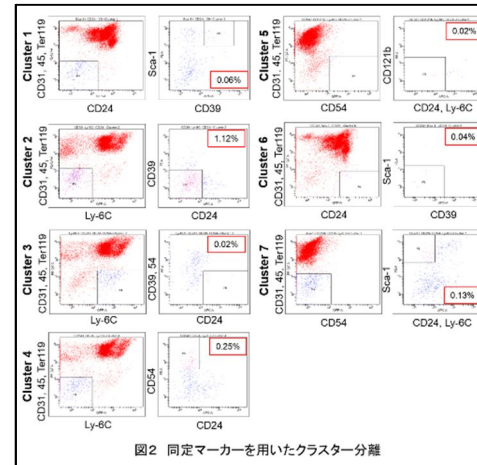 Cluster 1
CD31, 45, Ter119
CD24
Sca-1
0.06%
CD39
Cluster 2
CD31, 45, Ter119
Ly-6C
CD39
1.12%
CD24
Cluster 3
CD31, 45, Ter119
Ly-6C
CD39, 54
0.02%
CD24
Cluster 4
CD31, 45, Ter119
Ly-6C
CD54
0.25%
CD24
Cluster 5
CD31, 45, Ter119
CD54
CD121b
0.02%
CD24, Ly-6C
Cluster 6
CD31, 45, Ter119
CD24
Sca-1
0.04%
CD39
Cluster 7
CD31, 45, Ter119
CD54
Sca-1
0.13%
CD24, Ly-6C
図2 同定マーカーを用いたクラスター分離